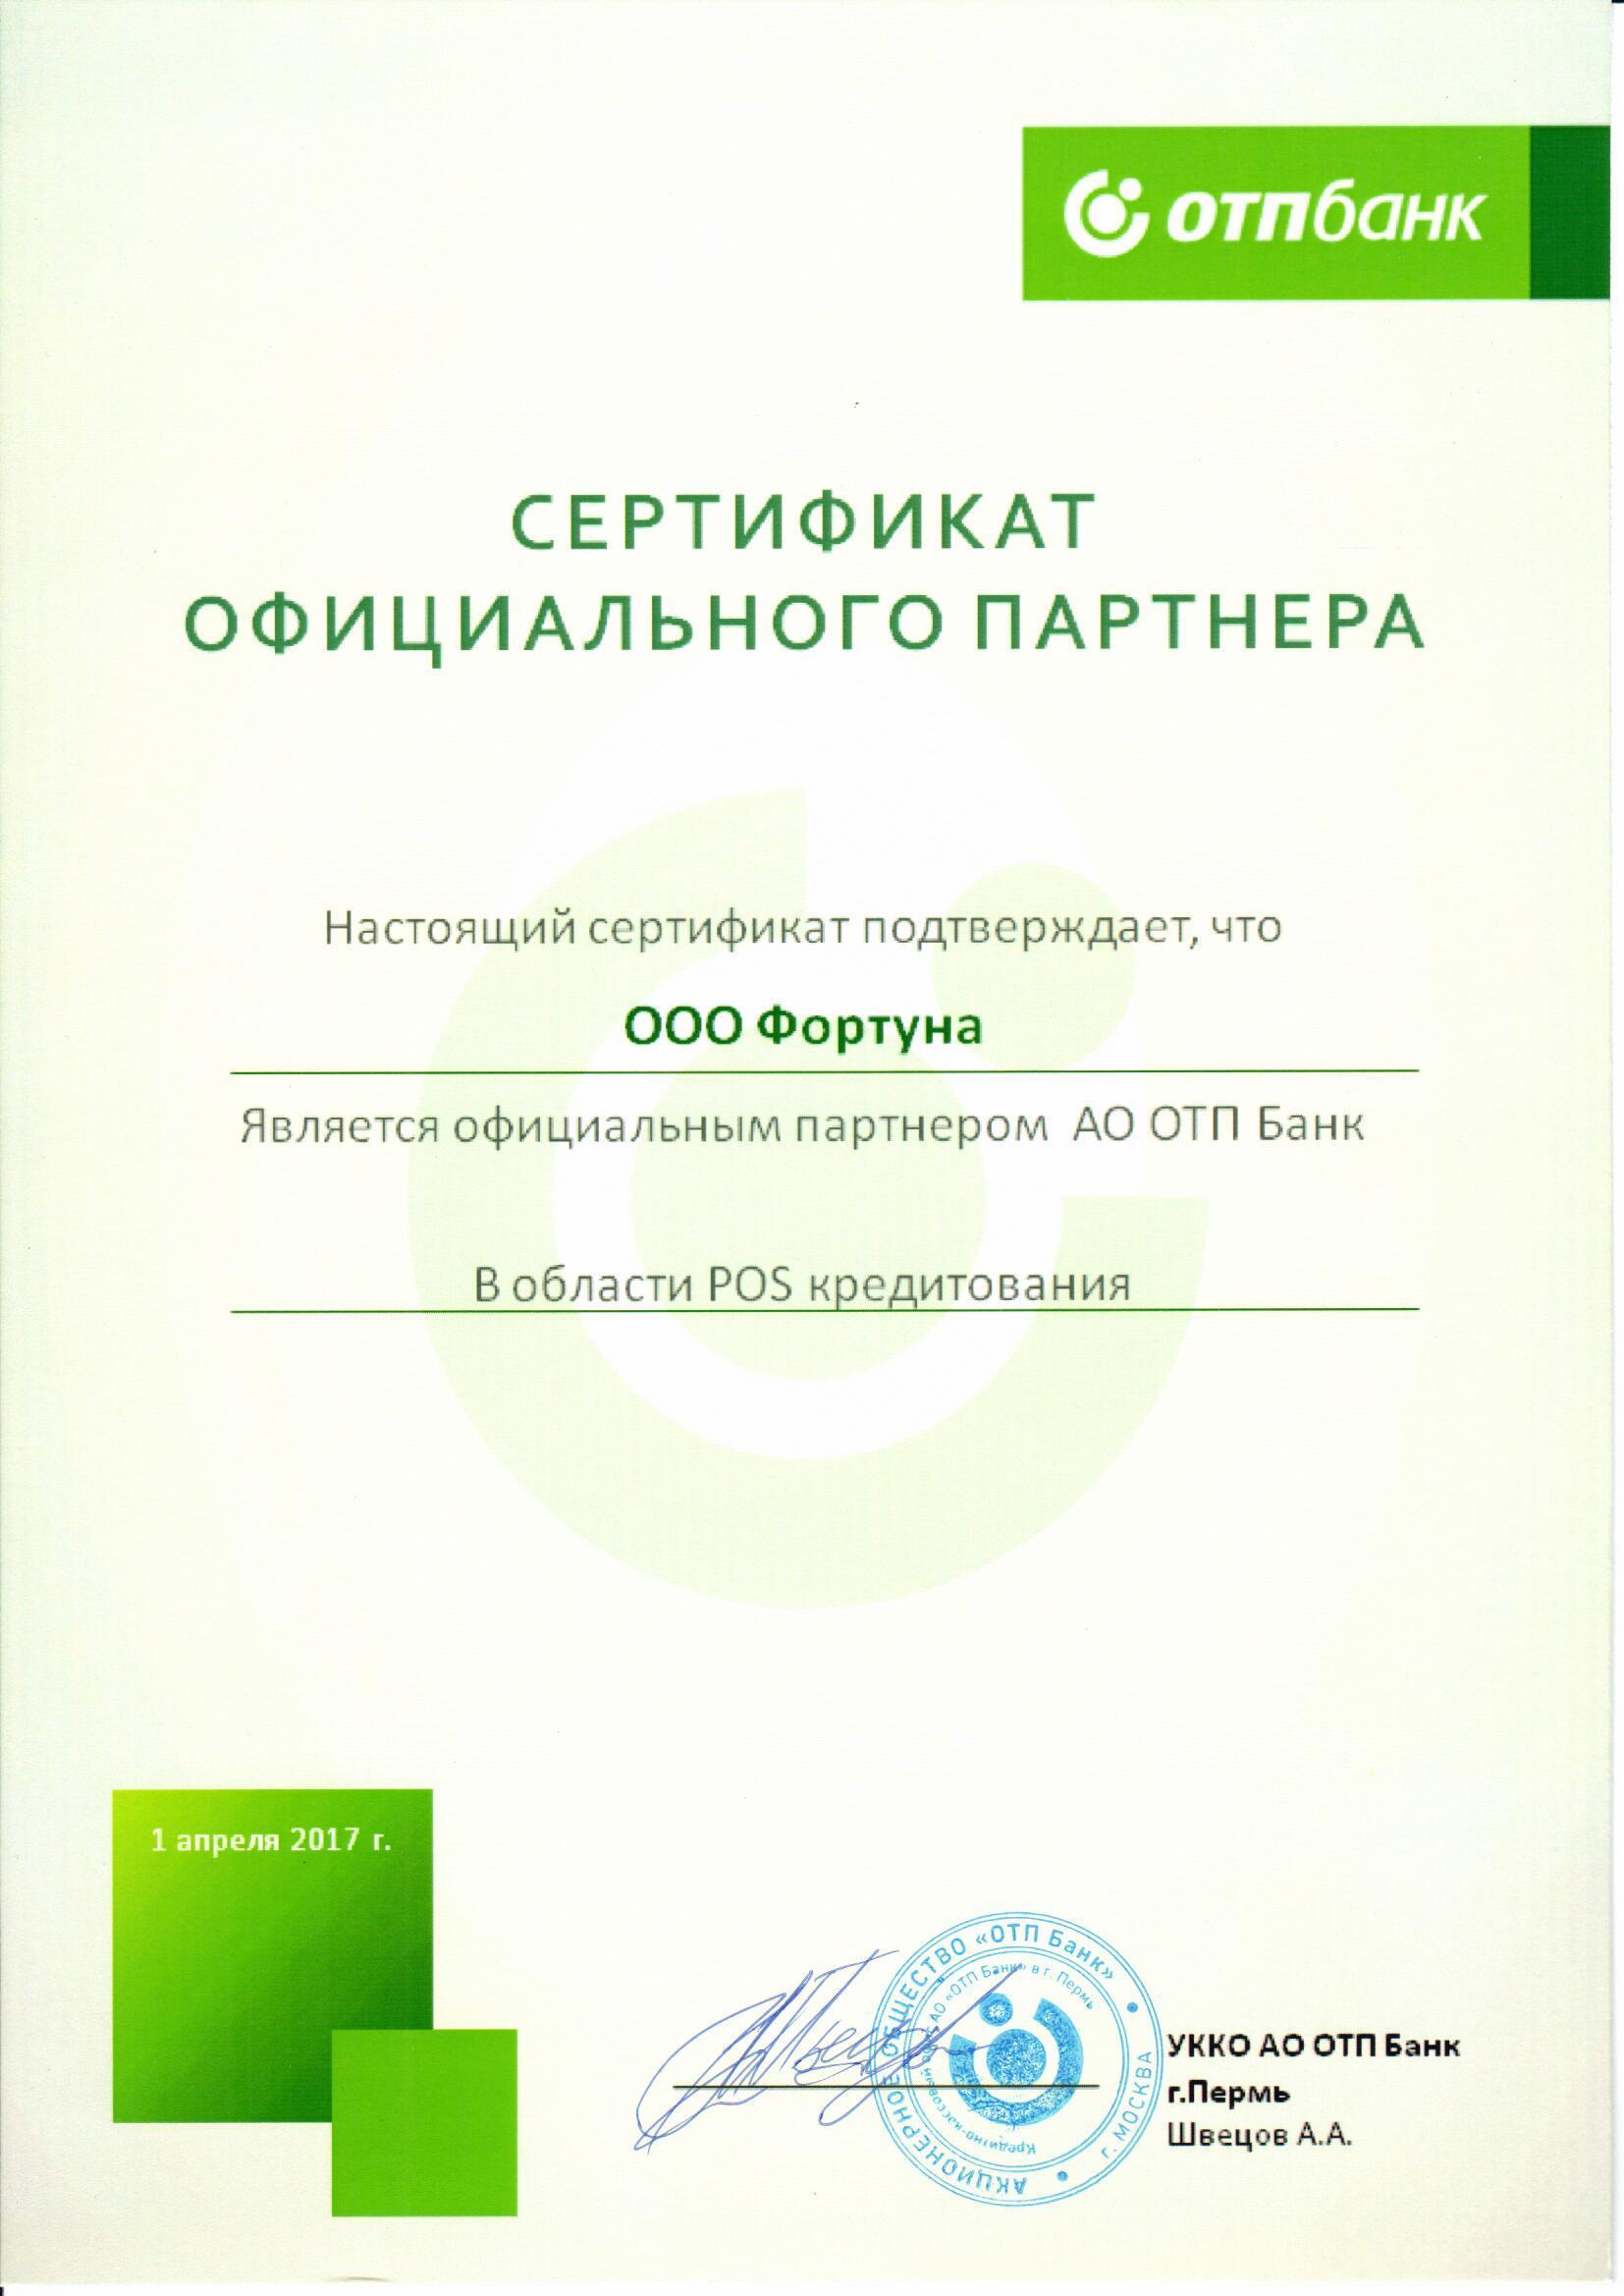 отпбанк
СЕРТИФИКАТ
ОФИЦИАЛЬНОГО ПАРТНЕРА
Настоящий сертификат подтверждает, что
ООО Фортуна
Является официальным партнером АО ОТП Банк
В области POS кредитования
1 апреля 2017 г.
АКЦИОНЕРНОЕ ОБЩЕСТВО «ОТП Банк»
г. МОСКВА
Кредитно-кассовый АО «ОТП Банк» в г. Пермь
УККО АО ОТП Банк
г.Пермь
Швецов А.А.